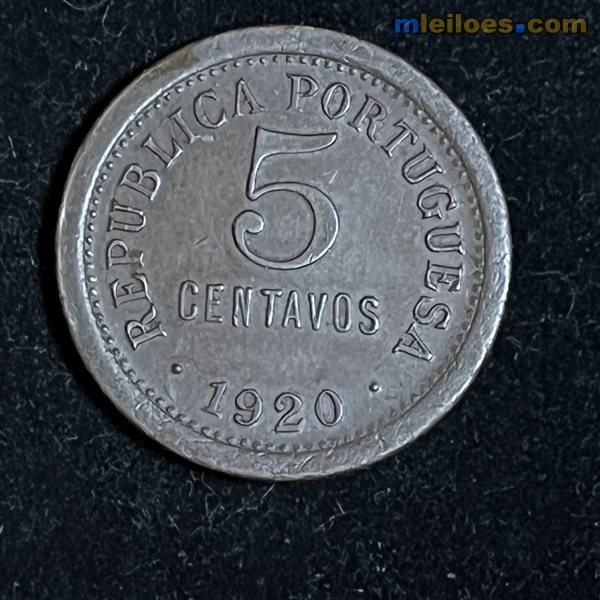 mleiloes.com
REPUBLICA PORTUGUESA
5
CENTAVOS
· 1920 ·